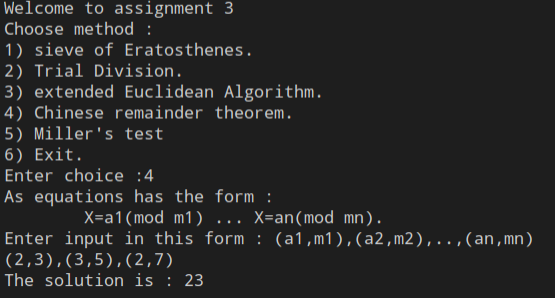 Welcome to assignment 3
Choose method :
1) sieve of Eratosthenes.
2) Trial Division.
3) extended Euclidean Algorithm.
4) Chinese remainder theorem.
5) Miller's test
6) Exit.
Enter choice :4
As equations has the form :
X=a1(mod m1) ... X=an(mod mn).
Enter input in this form : (a1,m1),(a2,m2),..,(an,mn)
(2,3),(3,5),(2,7)
The solution is : 23